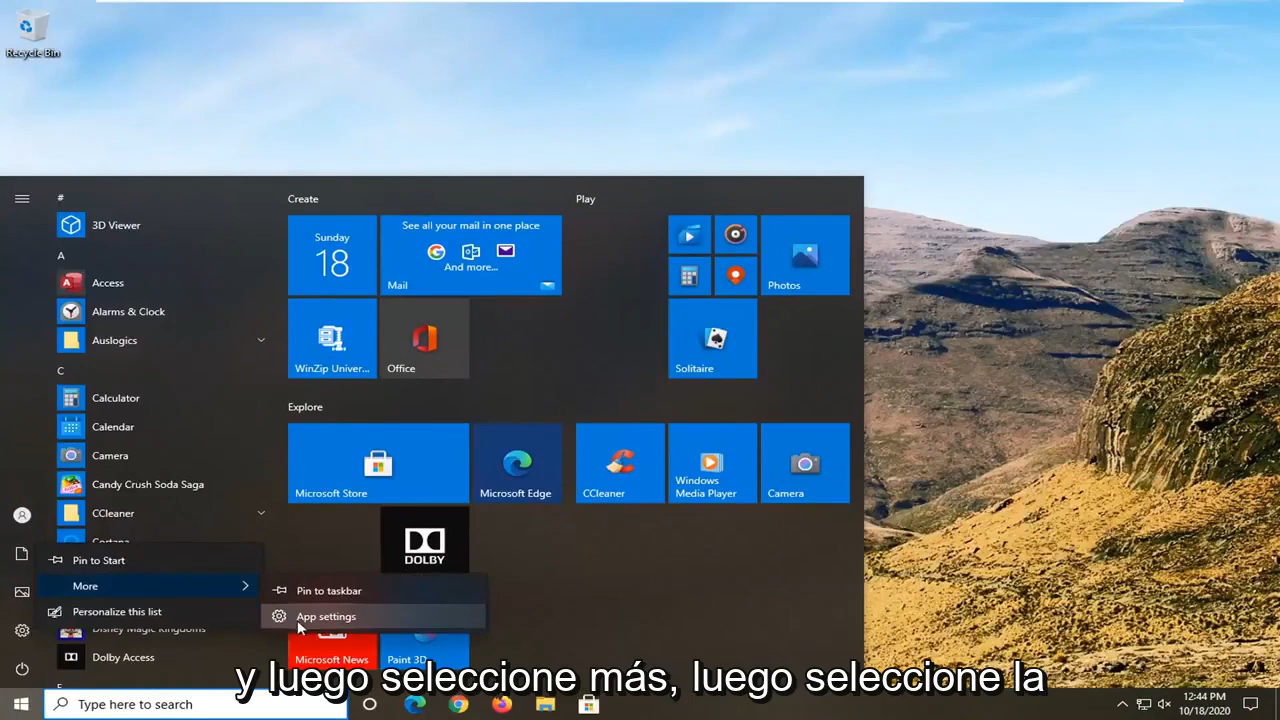 Recycle Bin
#
3D Viewer
A
Access
Alarms & Clock
Auslogics
C
Calculator
Calendar
Camera
Candy Crush Soda Saga
CCleaner
Cortana
Pin to Start
More
Personalize this list
Disney Magic Kingdoms
Dolby Access
Pin to taskbar
App settings
Create
Sunday
18
See all your mail in one place
And more...
Mail
WinZip Univer...
Office
Explore
Microsoft Store
Microsoft Edge
DOLBY
Microsoft News
Paint 3D
Play
Photos
Solitaire
CCleaner
Windows
Media Player
Camera
y luego seleccione más, luego seleccione la
Type here to search
12:44 PM
10/18/2020